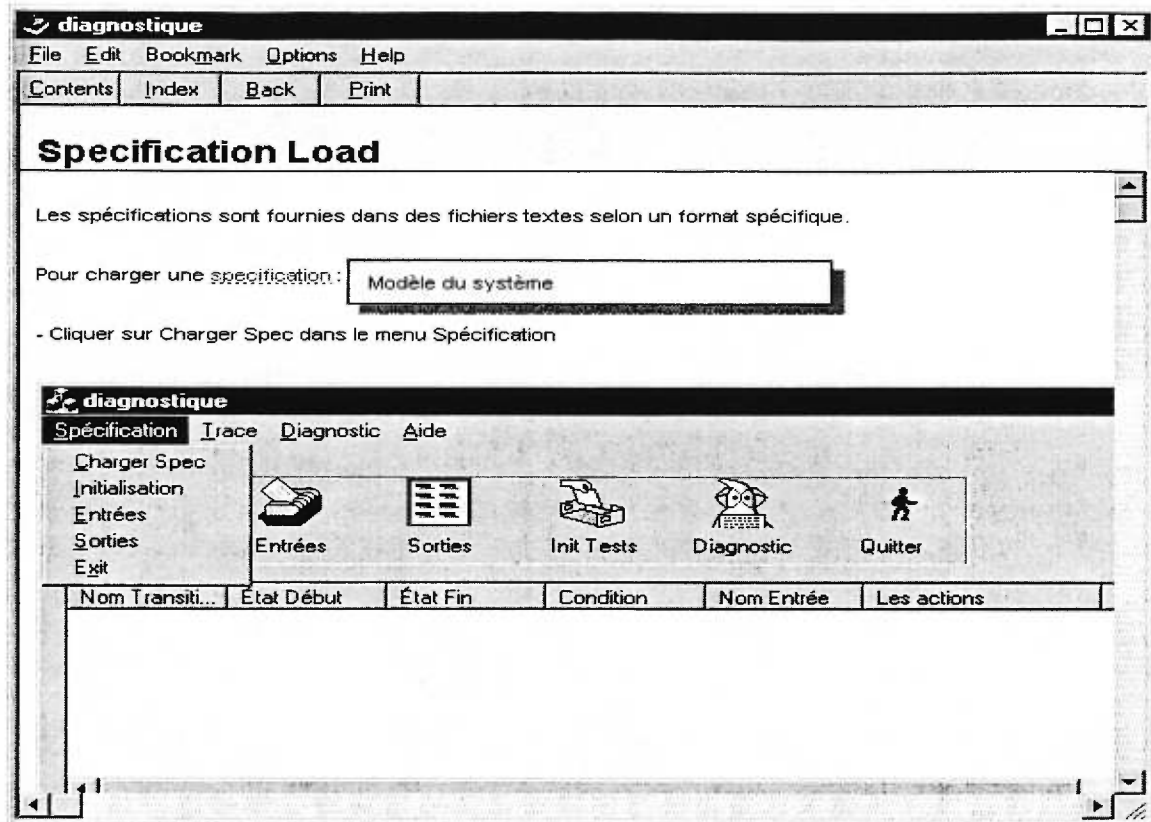 diagnostique
File Edit Bookmark Options Help
Contents Index Back Print
Specification Load
Les spécifications sont fournies dans des fichiers textes selon un format spécifique.
Pour charger une specification :
Modèle du système
- Cliquer sur Charger Spec dans le menu Spécification
diagnostique
Spécification Trace Diagnostic Aide
Charger Spec
Initialisation
Entrées
Sorties
Exit
Entrées Sorties Init Tests Diagnostic Quitter
Nom Transiti... État Début État Fin Condition Nom Entrée Les actions